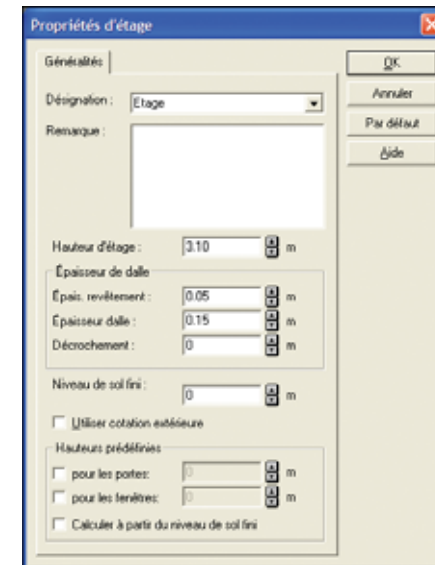 Propriétés d'étage
Généralités
OK
Annuler
Par défaut
Aide
Désignation :
Etage
Remarque :
Hauteur d'étage :
3.10
m
Épaisseur de dalle
Épais. revêtement :
0.05
m
Épaisseur dalle :
0.15
m
Décrochement :
0
m
Niveau de sol fini :
0
m
Utiliser cotation extérieure
Hauteurs prédéfinies
pour les portes:
0
m
pour les fenêtres:
0
m
Calculer à partir du niveau de sol fini